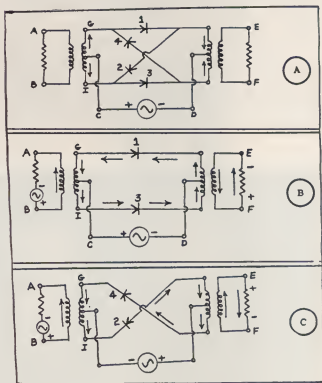 A G 1 E
4
2
B I 3 F
+ -
C D
A
A G 1 E
-
+
B + I 3 F
+ -
C D
B
A G 4 E
+
2
-
B + I F
- +
C